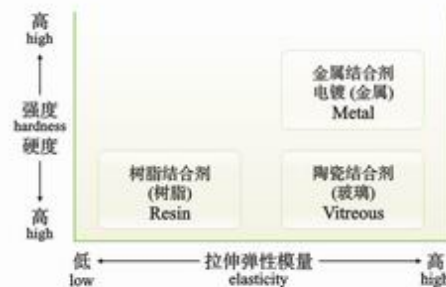 高
high
强度
hardness
硬度
高
high
金属结合剂
电镀 (金属)
Metal
树脂结合剂
(树脂)
Resin
陶瓷结合剂
(玻璃)
Vitreous
低
low
拉伸弹性模量
elasticity
高
high